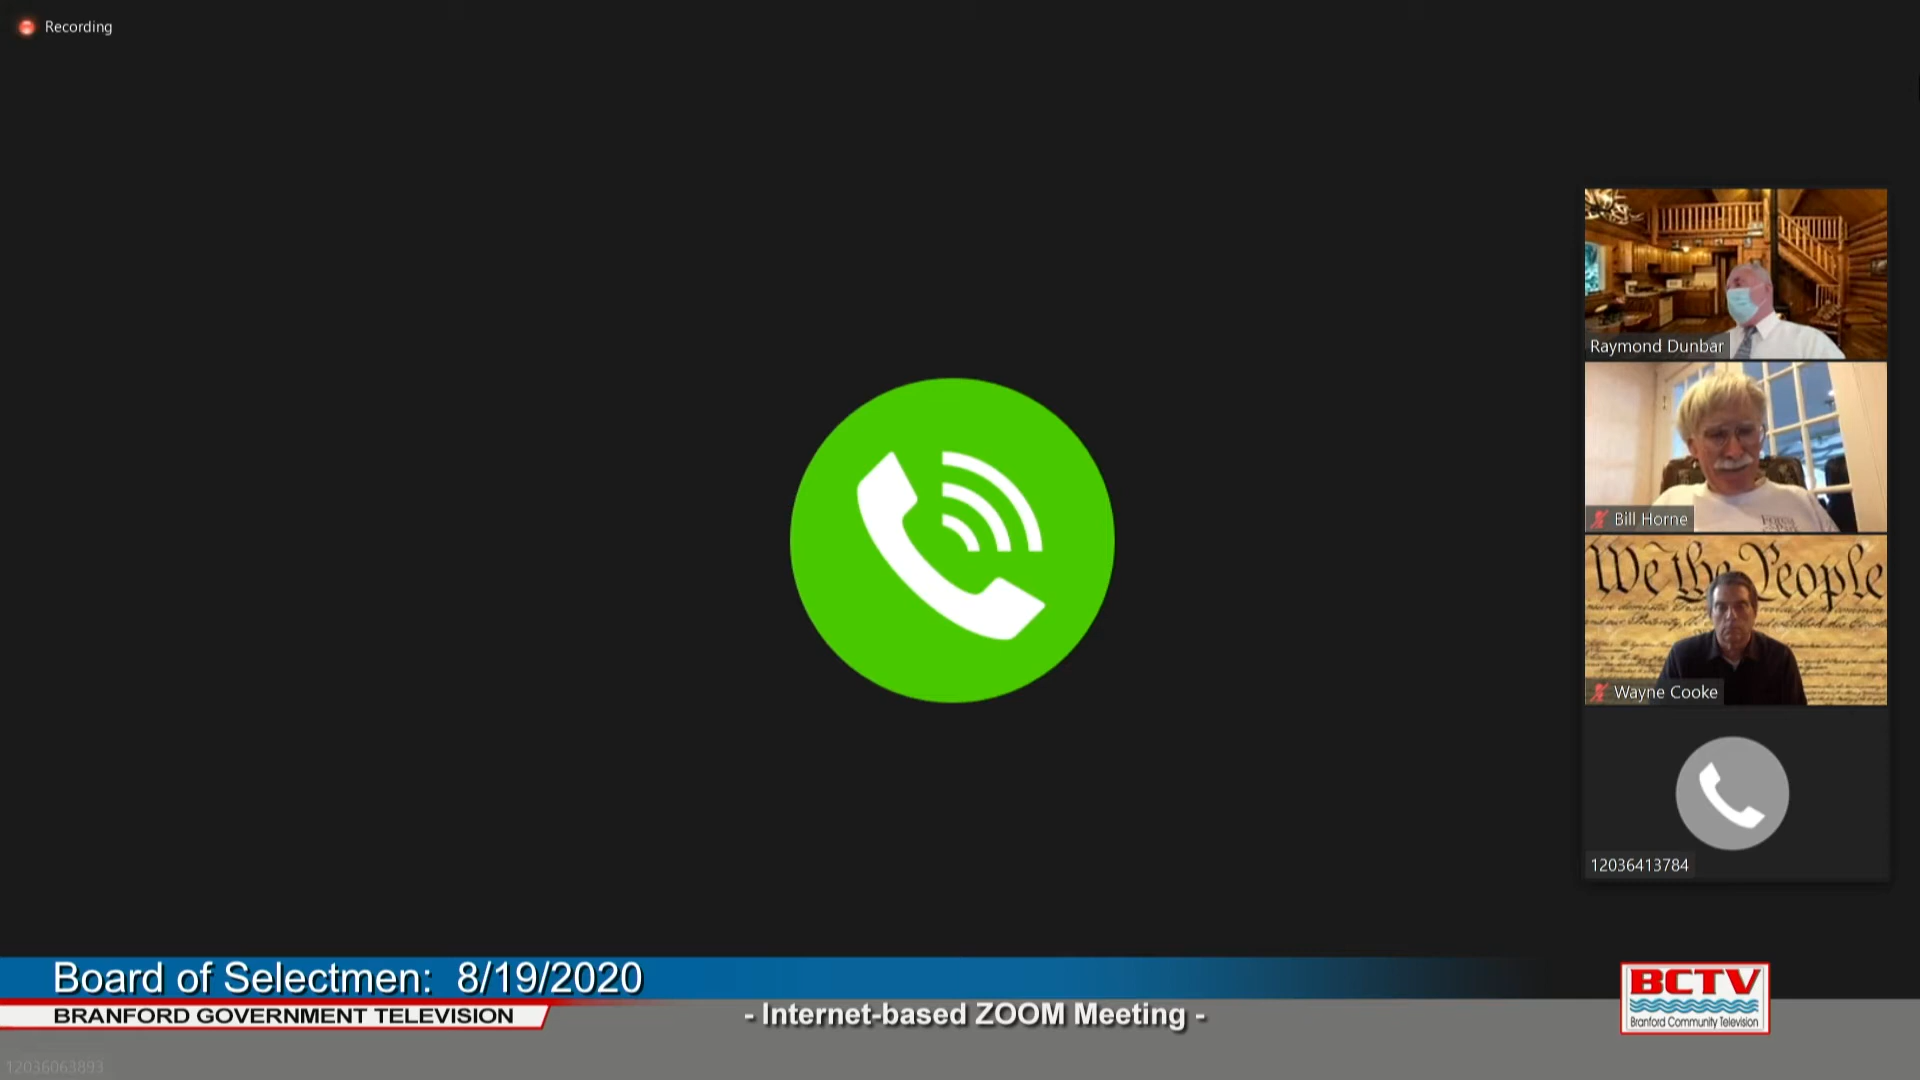 Recording
Raymond Dunbar
Bill Horne
We the People
Wayne Cooke
12036413784
Board of Selectmen: 8/19/2020
BRANFORD GOVERNMENT TELEVISION
- Internet-based ZOOM Meeting -
BCTV
Branford Community Television
12036063893